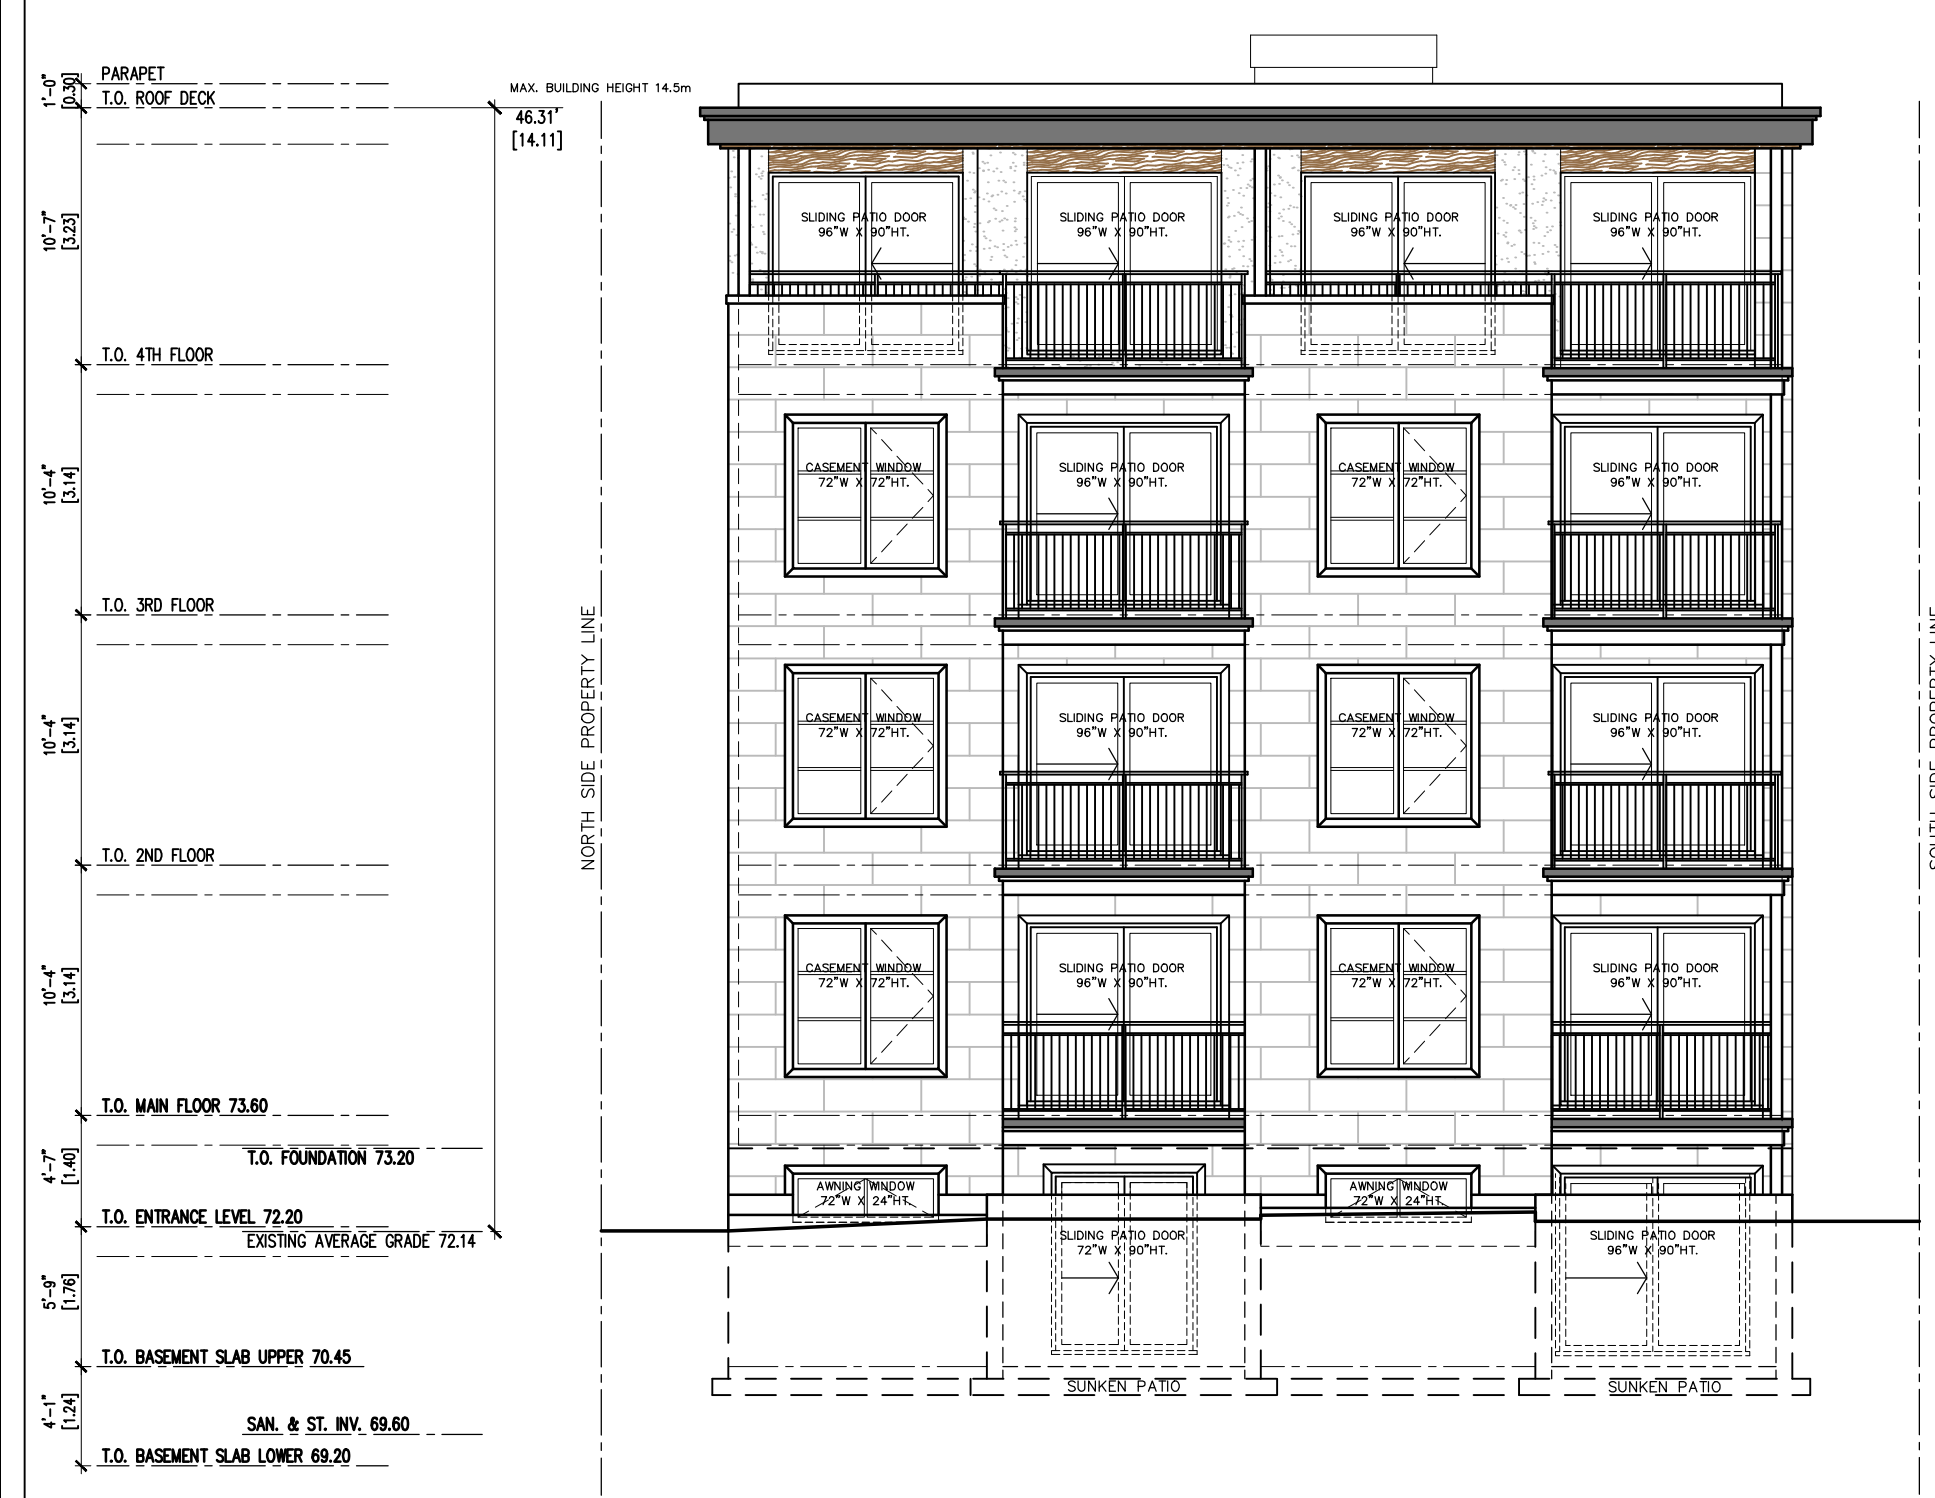 PARAPET
1'-0"
[0.30]
T.O. ROOF DECK
MAX. BUILDING HEIGHT 14.5m
46.31'
[14.11]
10'-7"
[3.23]
SLIDING PATIO DOOR
96"W X 90"HT.
SLIDING PATIO DOOR
96"W X 90"HT.
SLIDING PATIO DOOR
96"W X 90"HT.
SLIDING PATIO DOOR
96"W X 90"HT.
T.O. 4TH FLOOR
10'-4"
[3.14]
CASEMENT WINDOW
72"W X 72"HT.
SLIDING PATIO DOOR
96"W X 90"HT.
CASEMENT WINDOW
72"W X 72"HT.
SLIDING PATIO DOOR
96"W X 90"HT.
T.O. 3RD FLOOR
NORTH SIDE PROPERTY LINE
SOUTH SIDE PROPERTY LINE
10'-4"
[3.14]
CASEMENT WINDOW
72"W X 72"HT.
SLIDING PATIO DOOR
96"W X 90"HT.
CASEMENT WINDOW
72"W X 72"HT.
SLIDING PATIO DOOR
96"W X 90"HT.
T.O. 2ND FLOOR
10'-4"
[3.14]
CASEMENT WINDOW
72"W X 72"HT.
SLIDING PATIO DOOR
96"W X 90"HT.
CASEMENT WINDOW
72"W X 72"HT.
SLIDING PATIO DOOR
96"W X 90"HT.
T.O. MAIN FLOOR 73.60
T.O. FOUNDATION 73.20
4'-7"
[1.40]
AWNING WINDOW
72"W X 24"HT
AWNING WINDOW
72"W X 24"HT
T.O. ENTRANCE LEVEL 72.20
EXISTING AVERAGE GRADE 72.14
SLIDING PATIO DOOR
72"W X 90"HT.
SLIDING PATIO DOOR
96"W X 90"HT.
5'-9"
[1.76]
T.O. BASEMENT SLAB UPPER 70.45
SUNKEN PATIO
SUNKEN PATIO
4'-1"
[1.24]
SAN. & ST. INV. 69.60
T.O. BASEMENT SLAB LOWER 69.20